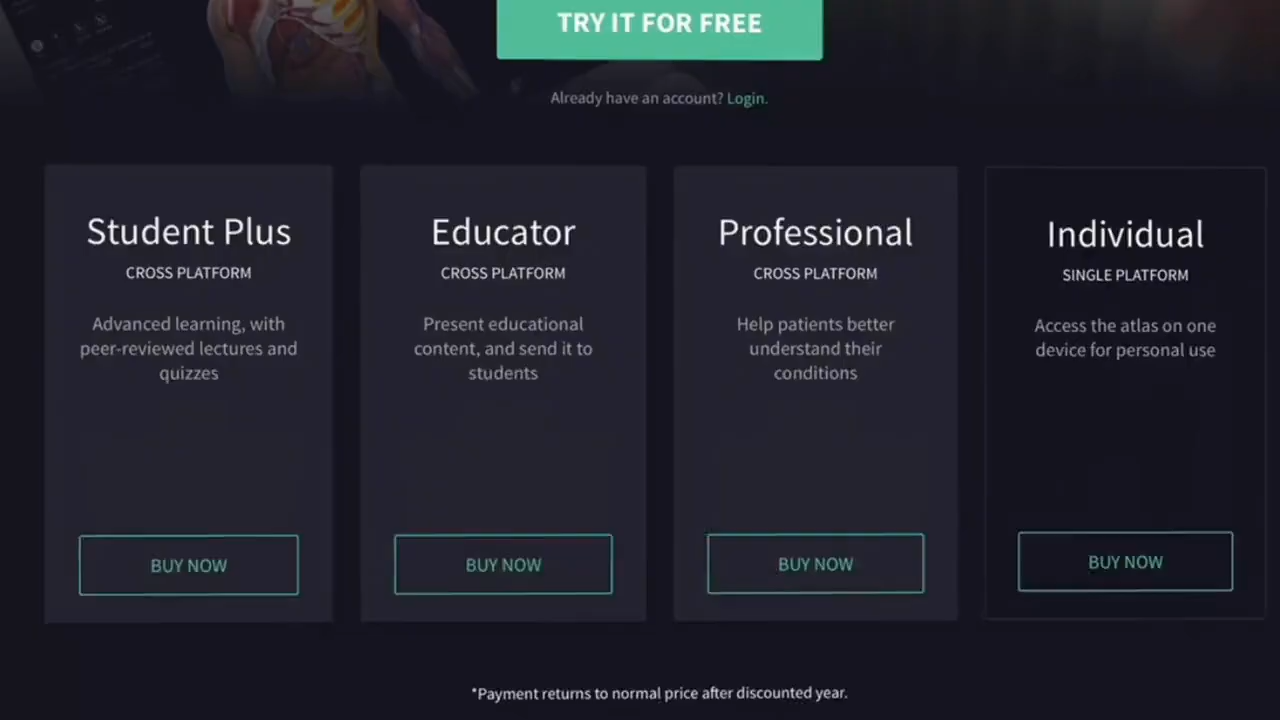 TRY IT FOR FREE
Already have an account? Login.
Student Plus
CROSS PLATFORM
Advanced learning, with
peer-reviewed lectures and
quizzes
BUY NOW
Educator
CROSS PLATFORM
Present educational
content, and send it to
students
BUY NOW
Professional
CROSS PLATFORM
Help patients better
understand their
conditions
BUY NOW
Individual
SINGLE PLATFORM
Access the atlas on one
device for personal use
BUY NOW
*Payment returns to normal price after discounted year.